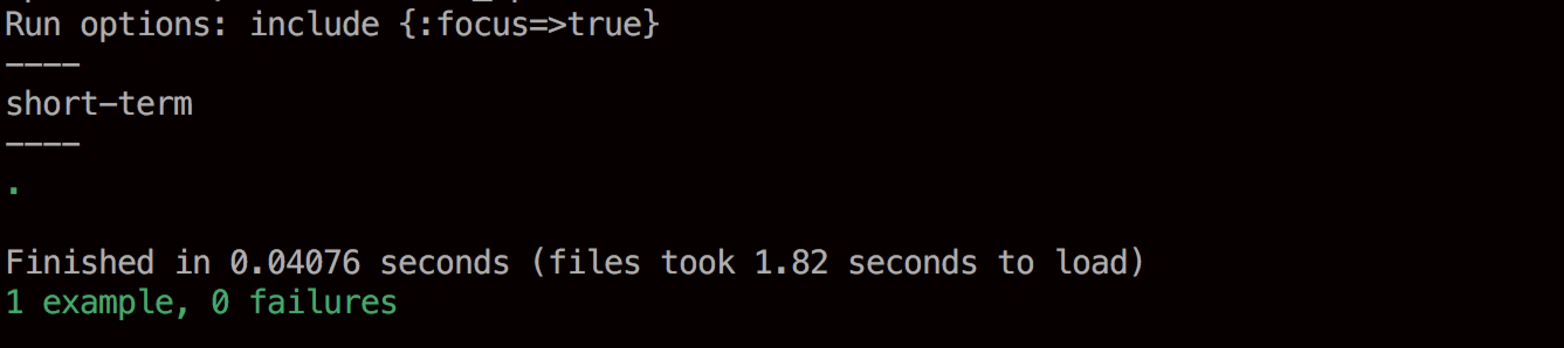 Run options: include {:focus=>true}
----
short-term
----
.
Finished in 0.04076 seconds (files took 1.82 seconds to load)
1 example, 0 failures